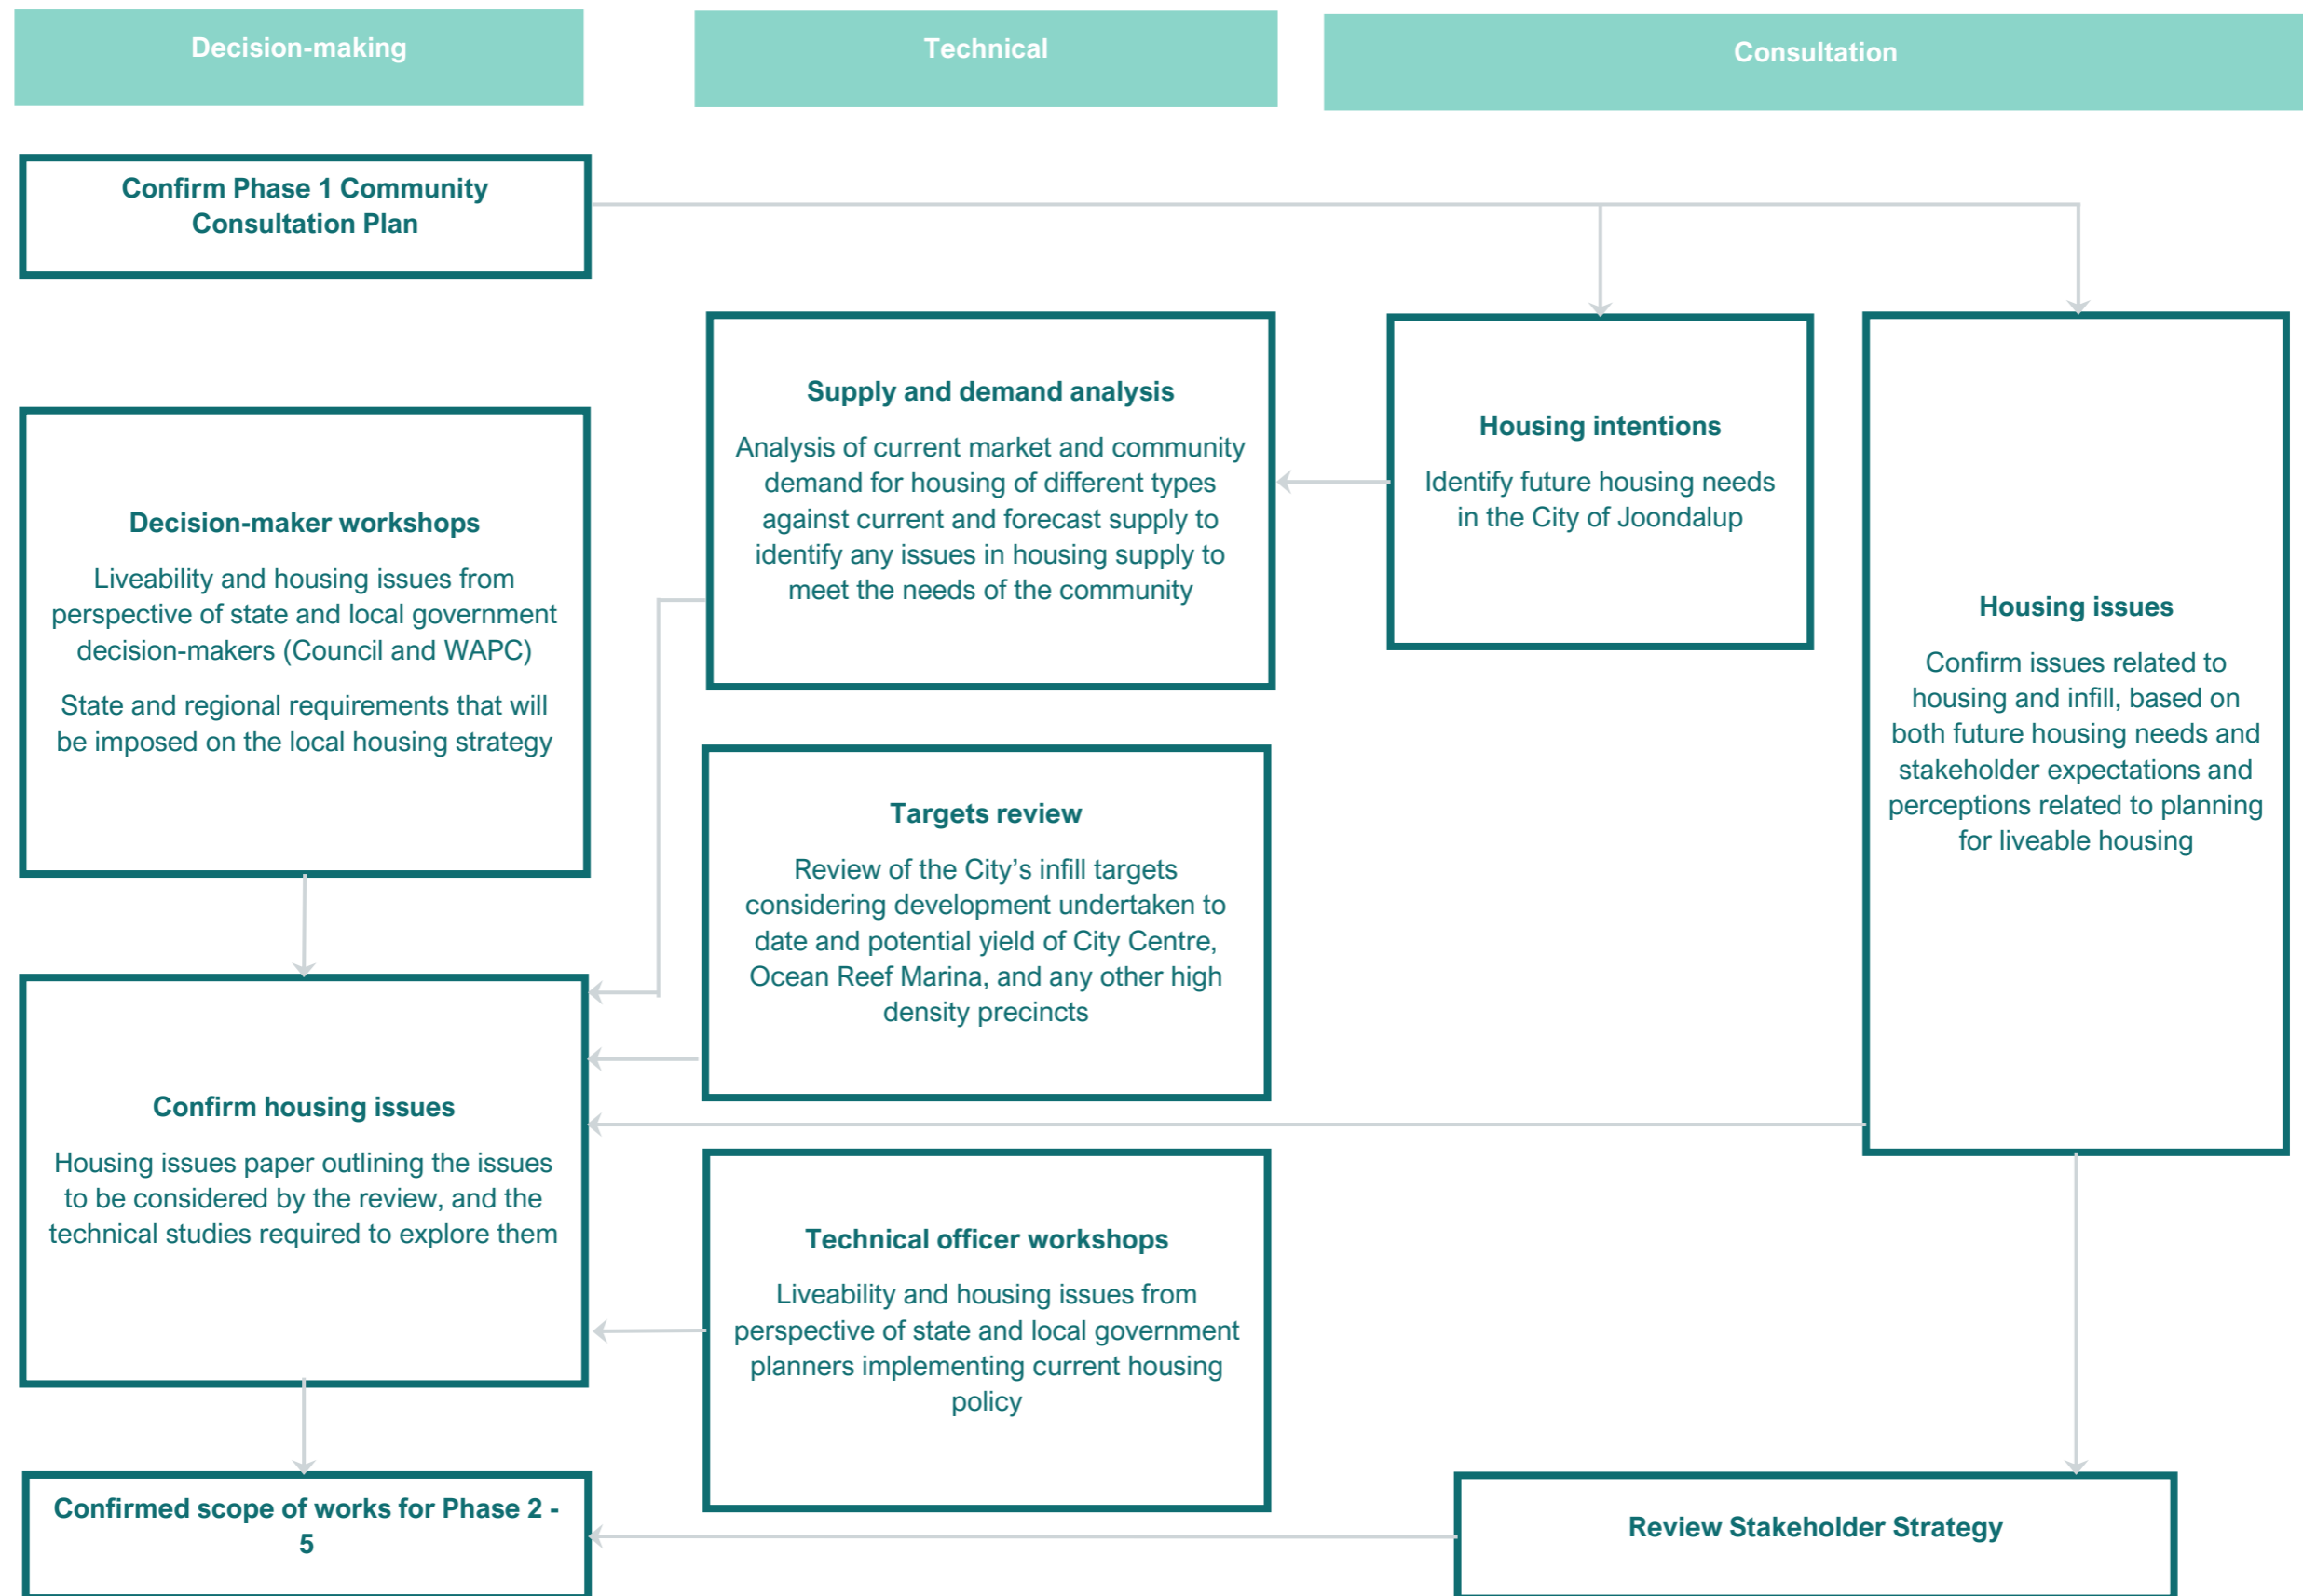 Decision-making
Technical
Consultation
Confirm Phase 1 Community
Consultation Plan
Decision-maker workshops
Liveability and housing issues from
perspective of state and local government
decision-makers (Council and WAPC)
State and regional requirements that will
be imposed on the local housing strategy
Confirm housing issues
Housing issues paper outlining the issues
to be considered by the review, and the
technical studies required to explore them
Confirmed scope of works for Phase 2 -
5
Supply and demand analysis
Analysis of current market and community
demand for housing of different types
against current and forecast supply to
identify any issues in housing supply to
meet the needs of the community
Targets review
Review of the City’s infill targets
considering development undertaken to
date and potential yield of City Centre,
Ocean Reef Marina, and any other high
density precincts
Technical officer workshops
Liveability and housing issues from
perspective of state and local government
planners implementing current housing
policy
Housing intentions
Identify future housing needs
in the City of Joondalup
Housing issues
Confirm issues related to
housing and infill, based on
both future housing needs and
stakeholder expectations and
perceptions related to planning
for liveable housing
Review Stakeholder Strategy